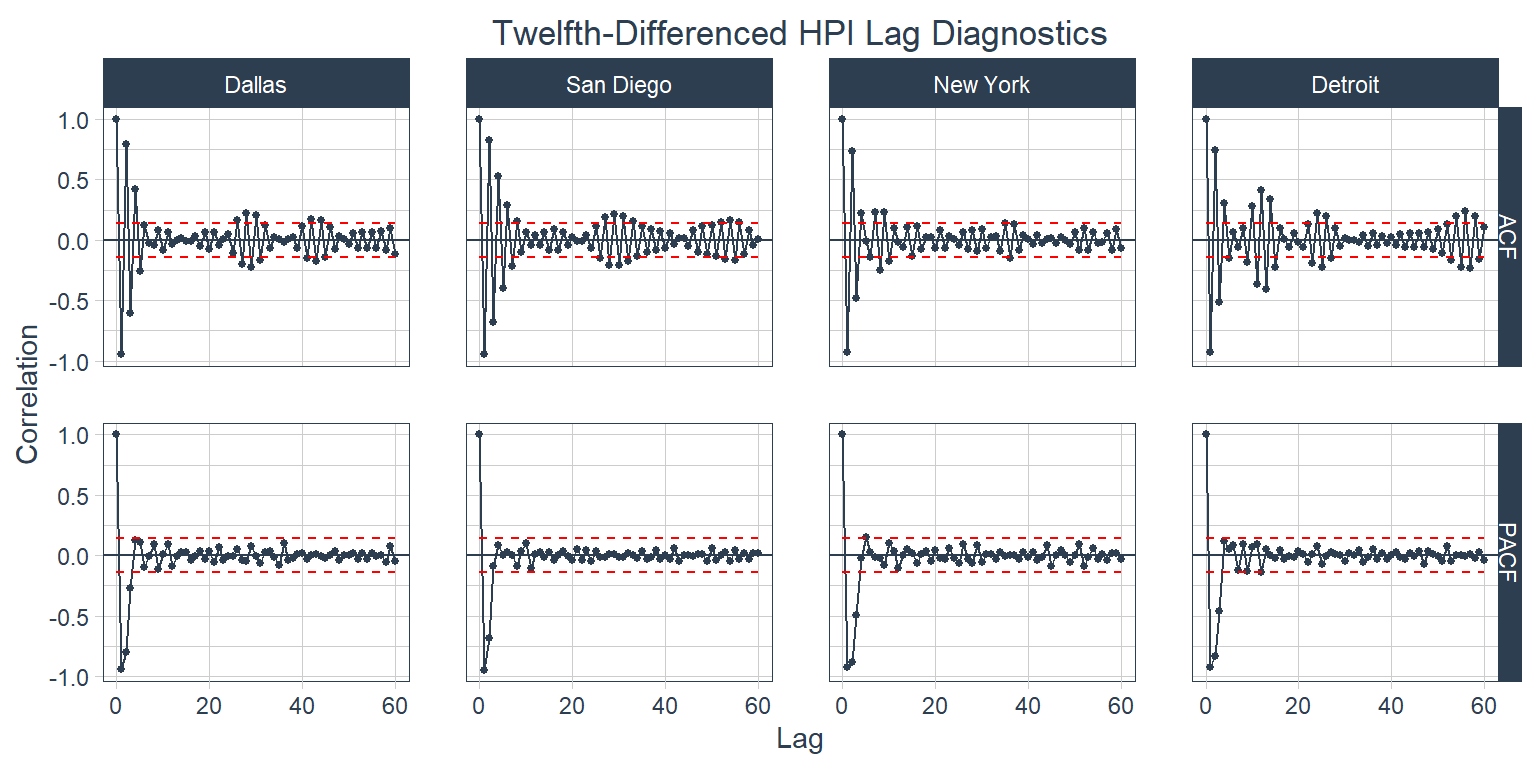 Twelfth-Differenced HPI Lag Diagnostics
Dallas San Diego New York Detroit
1.0
0.5
0.0
-0.5
-1.0
ACF
Correlation
1.0
0.5
0.0
-0.5
-1.0
PACF
0 20 40 60 0 20 40 60 0 20 40 60 0 20 40 60
Lag